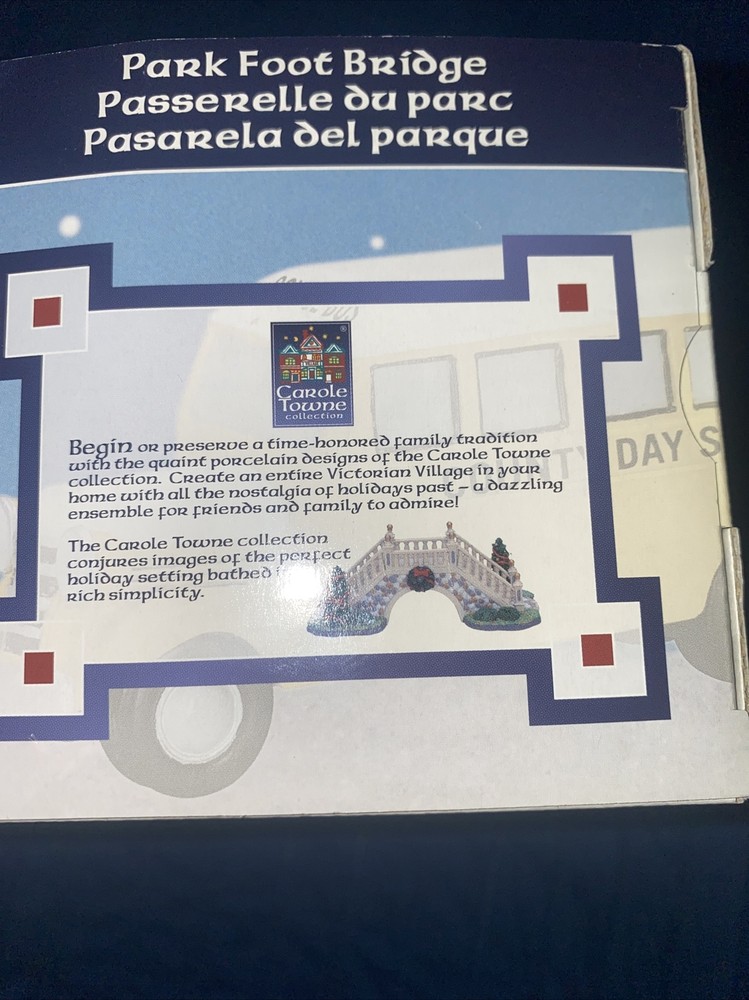 Park Foot Bridge
Passerelle du parc
Pasarela del parque
Carole
Towne
collection
®
Begin or preserve a time-honored family tradition
with the quaint porcelain designs of the Carole Towne
collection. Create an entire Victorian Village in your
home with all the nostalgia of holidays past – a dazzling
ensemble for friends and family to admire!
The Carole Towne collection
conjures images of the perfect
holiday setting bathed
rich simplicity.
DAY S